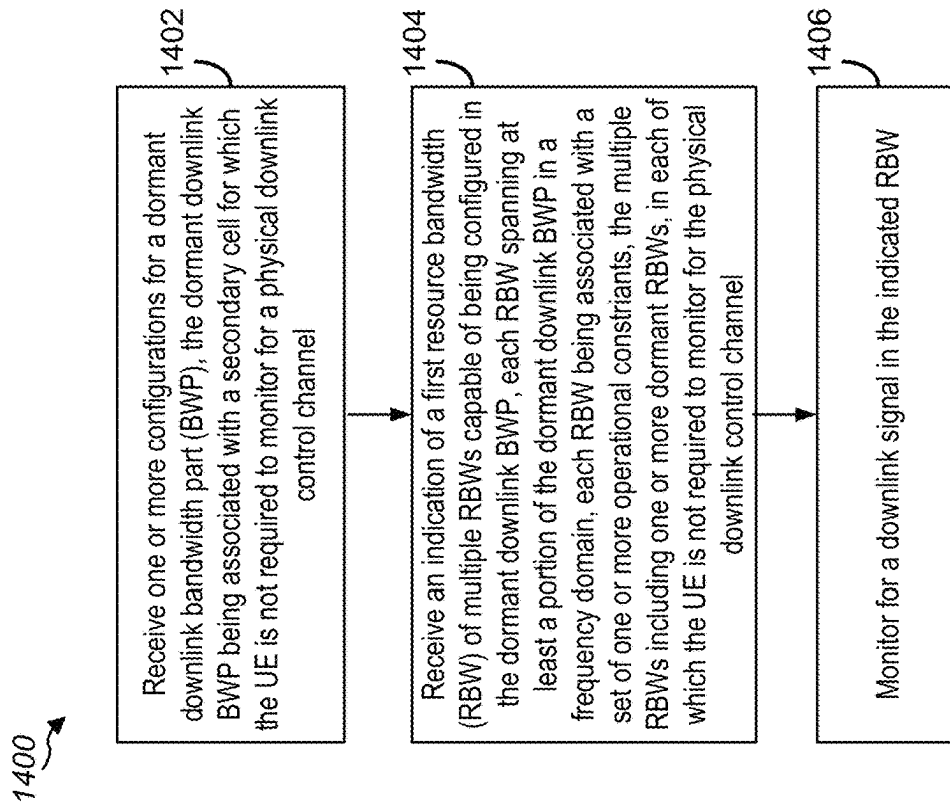 1400
1402
Receive one or more configurations for a dormant
downlink bandwidth part (BWP), the dormant downlink
BWP being associated with a secondary cell for which
the UE is not required to monitor for a physical downlink
control channel
1404
Receive an indication of a first resource bandwidth
(RBW) of multiple RBWs capable of being configured in
the dormant downlink BWP, each RBW spanning at
least a portion of the dormant downlink BWP in a
frequency domain, each RBW being associated with a
set of one or more operational constriants, the multiple
RBWs including one or more dormant RBWs, in each of
which the UE is not required to monitor for the physical
downlink control channel
1406
Monitor for a downlink signal in the indicated RBW